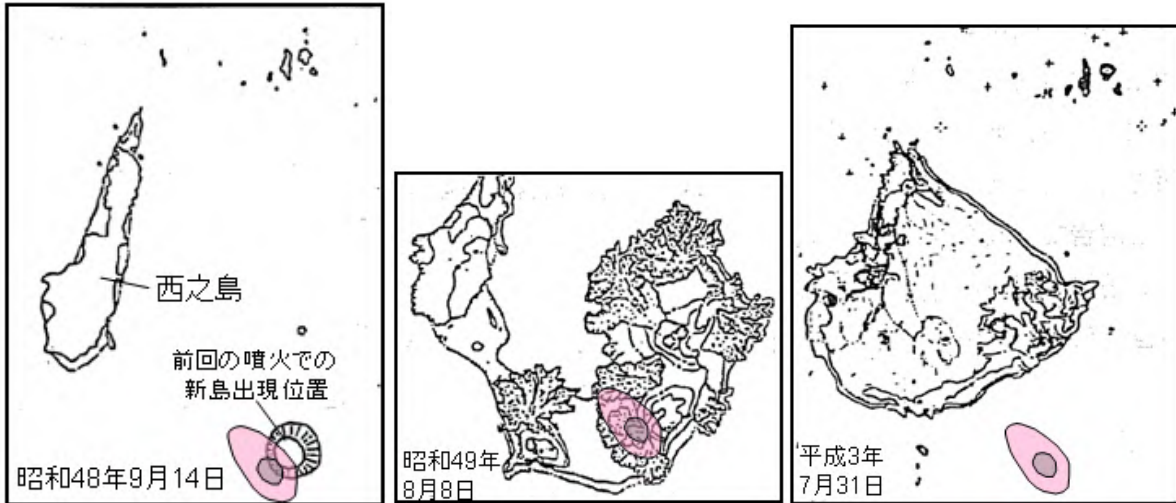 西之島
前回の噴火での
新島出現位置
昭和48年9月14日
昭和49年
8月8日
平成3年
7月31日